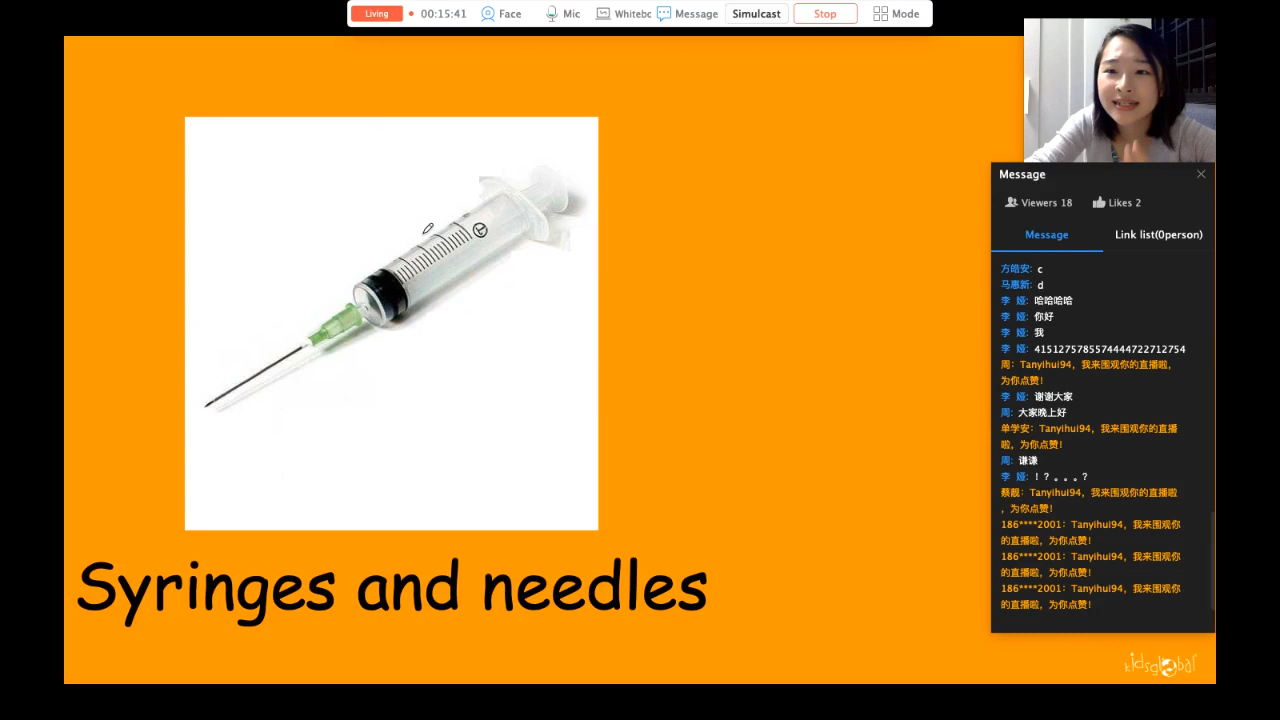 Living
00:15:41
Face
Mic
Whitebc
Message
Simulcast
Stop
Mode
Message
Viewers 18
Likes 2
Message
Link list(0person)
方皓安: c
马惠新: d
李 娅: 哈哈哈哈
李 娅: 你好
李 娅: 我
李 娅: 4151275785574444722712754
周: Tanyihui94, 我来围观你的直播啦,
为你点赞!
李 娅: 谢谢大家
周: 大家晚上好
单学安: Tanyihui94, 我来围观你的直播
啦, 为你点赞!
周: 谦谦
李 娅: ！？。。。？
蔡靓: Tanyihui94, 我来围观你的直播啦
, 为你点赞!
186****2001: Tanyihui94, 我来围观你
的直播啦, 为你点赞!
186****2001: Tanyihui94, 我来围观你
的直播啦, 为你点赞!
186****2001: Tanyihui94, 我来围观你
的直播啦, 为你点赞!
Syringes and needles
kidsglobal